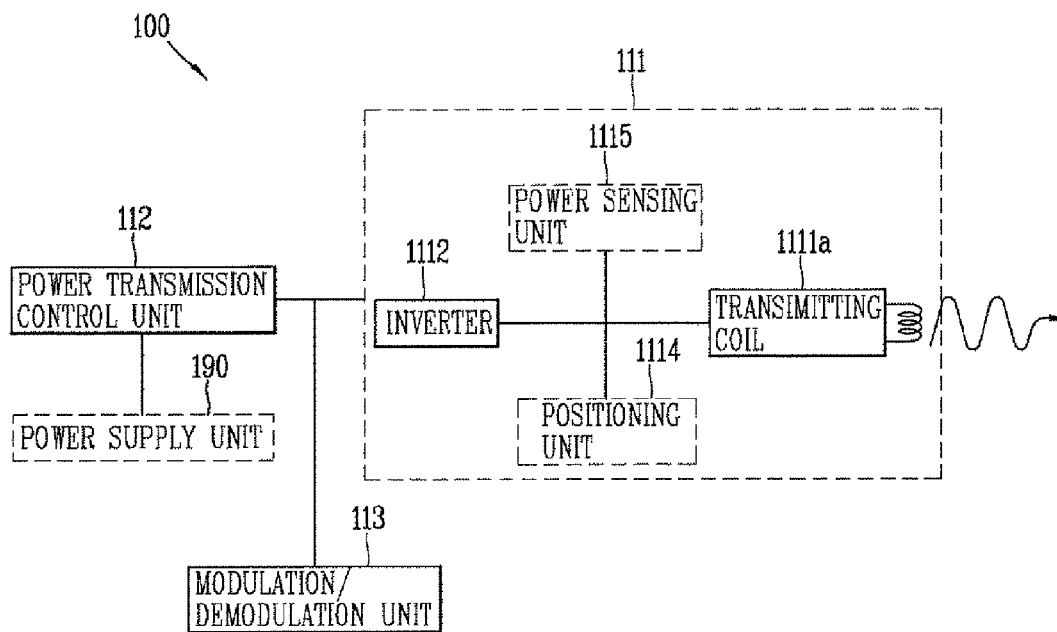 100
111
1115
POWER SENSING
UNIT
112
POWER TRANSMISSION
CONTROL UNIT
1112
INVERTER
1111a
TRANSIMITTING
COIL
190
POWER SUPPLY UNIT
1114
POSITIONING
UNIT
113
MODULATION/
DEMODULATION UNIT